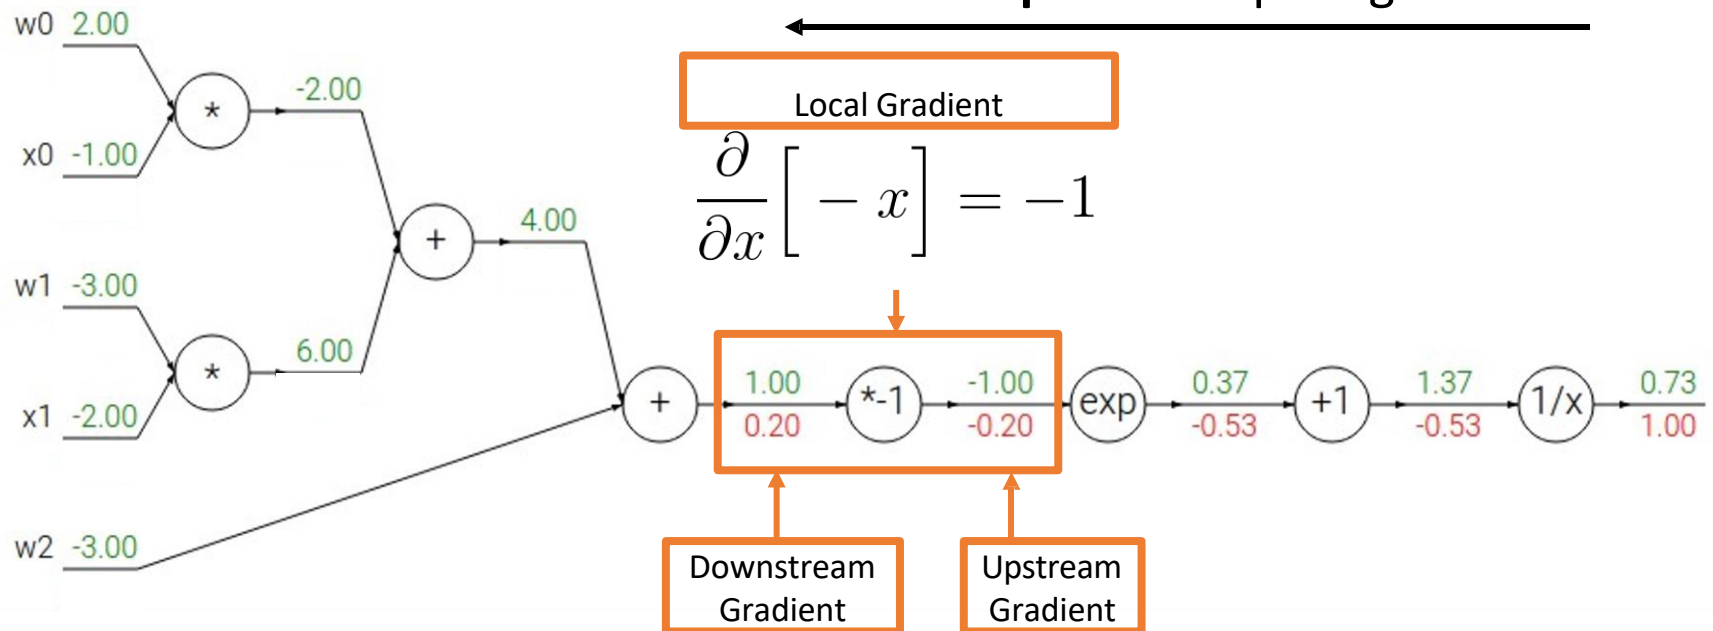 w0 2.00
x0 -1.00
*
-2.00
w1 -3.00
x1 -2.00
*
6.00
+
4.00
w2 -3.00
+
Local Gradient
∂/∂x [ − x ] = −1
1.00
0.20
*-1
-1.00
-0.20
exp
0.37
-0.53
+1
1.37
-0.53
1/x
0.73
1.00
Downstream
Gradient
Upstream
Gradient